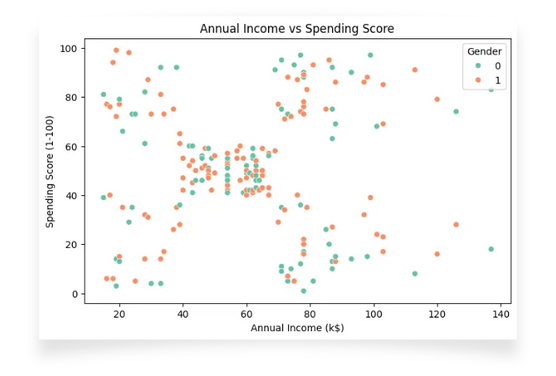 Annual Income vs Spending Score
Gender
0
1
100
80
60
40
20
0
Spending Score (1-100)
20 40 60 80 100 120 140
Annual Income (k$)